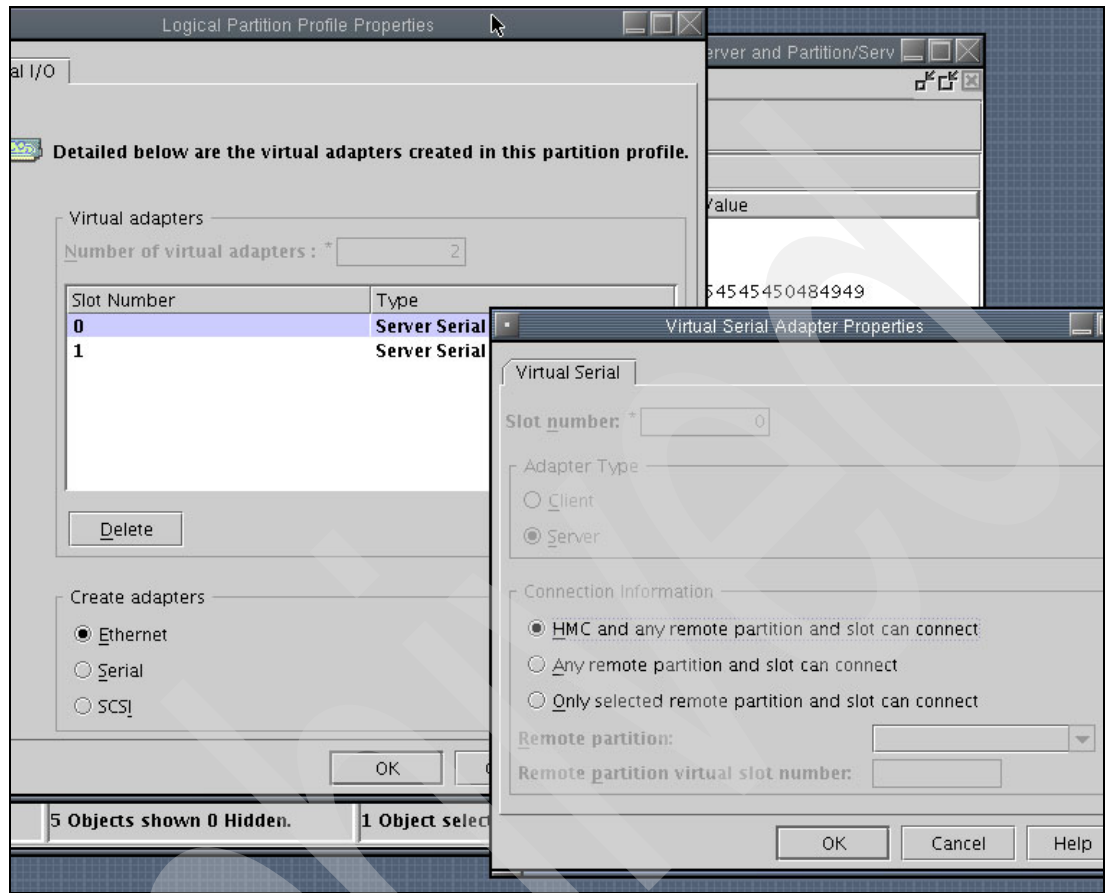 Logical Partition Profile Properties
erver and Partition/Serv
al I/O
Detailed below are the virtual adapters created in this partition profile.
Value
Virtual adapters
Number of virtual adapters : * 2
54545450484949
Slot Number Type
0 Server Serial
1 Server Serial
Delete
Create adapters
Ethernet
Serial
SCSI
OK
5 Objects shown 0 Hidden. 1 Object select
Virtual Serial Adapter Properties
Virtual Serial
Slot number: * 0
Adapter Type
Client
Server
Connection Information
HMC and any remote partition and slot can connect
Any remote partition and slot can connect
Only selected remote partition and slot can connect
Remote partition:
Remote partition virtual slot number:
OK Cancel Help